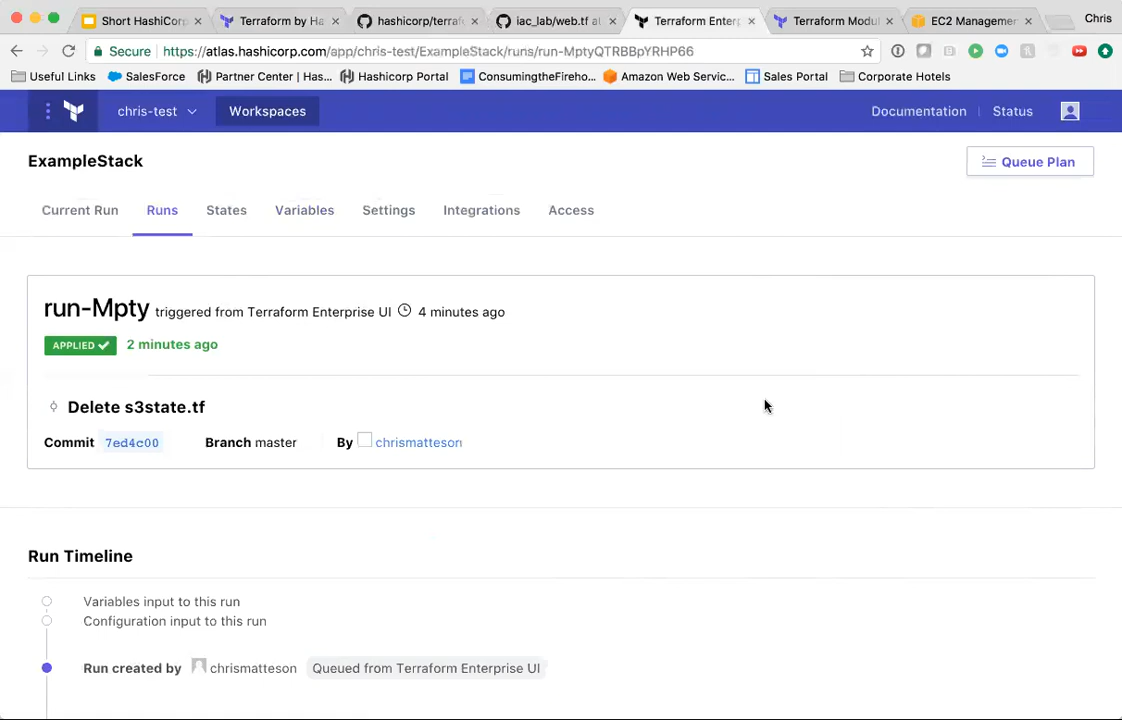 Short HashiCorp
Terraform by Ha
hashicorp/terraf
iac_lab/web.tf at
Terraform Enterp
Terraform Modul
EC2 Managemen
Chris
Secure https://atlas.hashicorp.com/app/chris-test/ExampleStack/runs/run-MptyQTRBBpYRHP66
Useful Links SalesForce Partner Center | Has... Hashicorp Portal ConsumingtheFireho... Amazon Web Servic... Sales Portal Corporate Hotels
chris-test Workspaces Documentation Status
ExampleStack Queue Plan
Current Run Runs States Variables Settings Integrations Access
run-Mpty triggered from Terraform Enterprise UI 4 minutes ago
APPLIED 2 minutes ago
Delete s3state.tf
Commit 7ed4c00 Branch master By chrismatteson
Run Timeline
Variables input to this run
Configuration input to this run
Run created by chrismatteson Queued from Terraform Enterprise UI